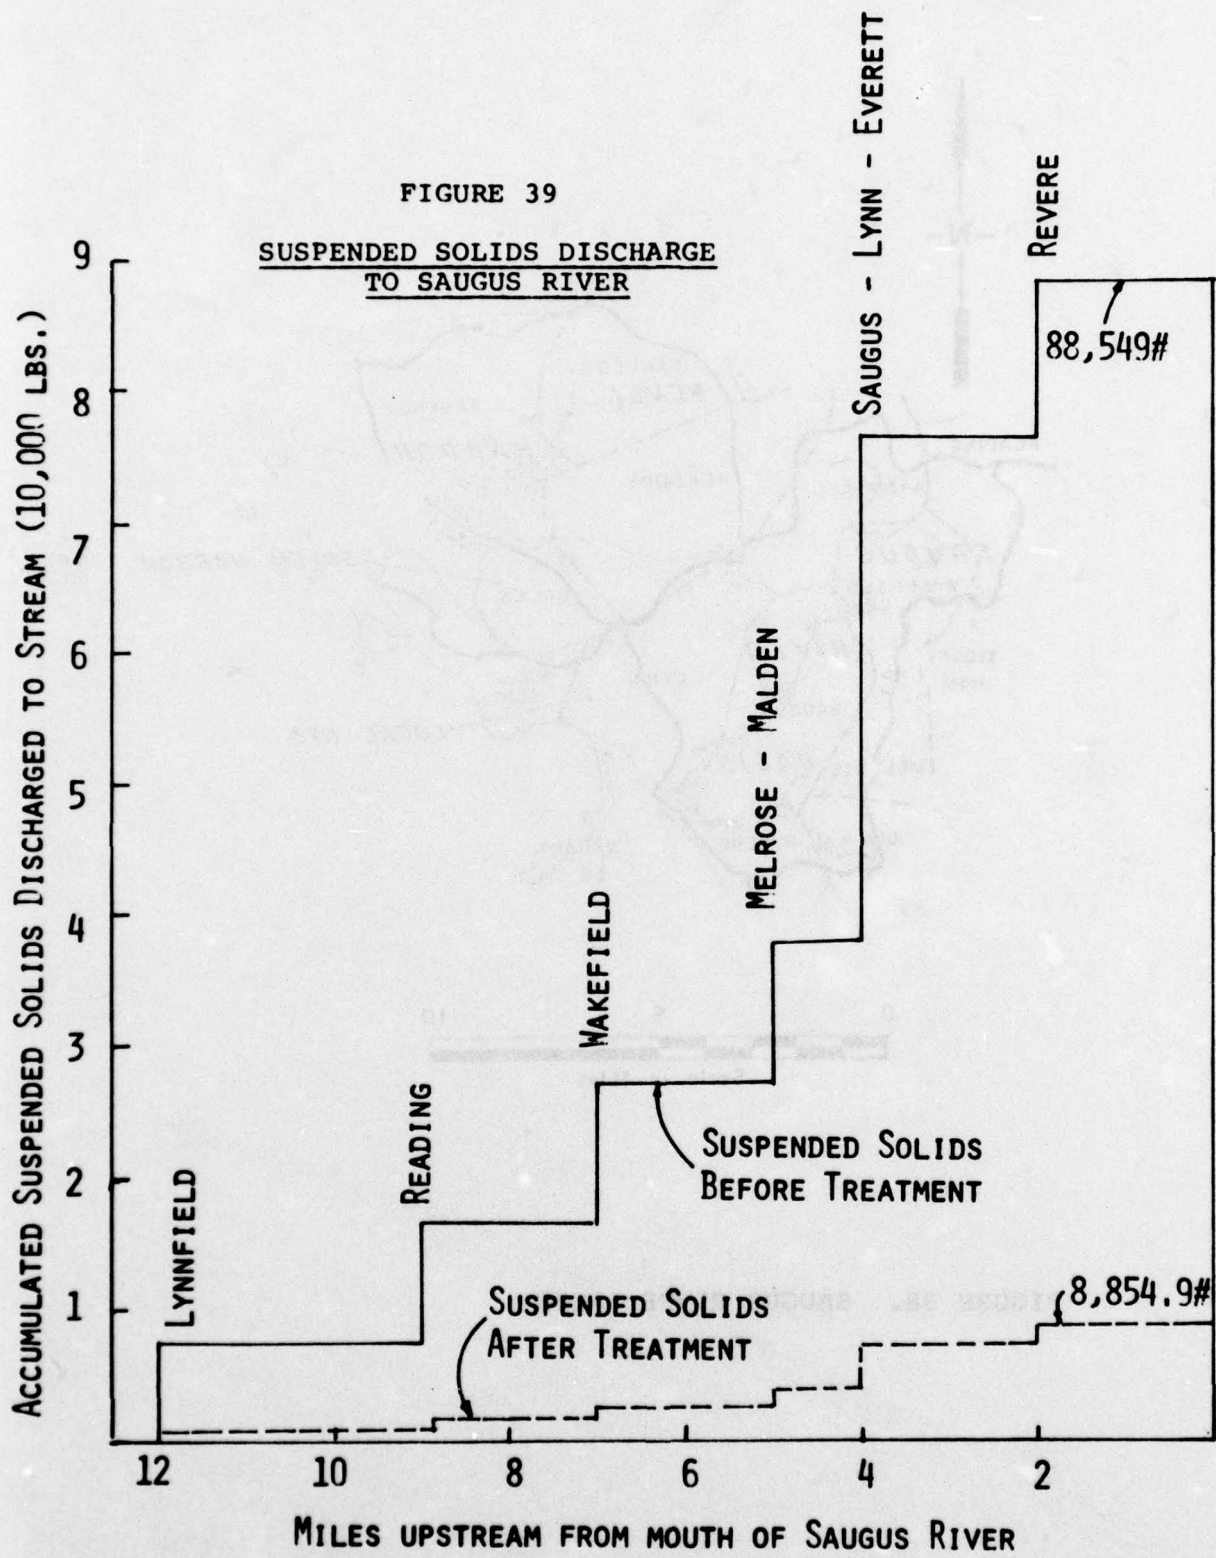 FIGURE 39
SUSPENDED SOLIDS DISCHARGE
TO SAUGUS RIVER
ACCUMULATED SUSPENDED SOLIDS DISCHARGED TO STREAM (10,000 LBS.)
9
8
7
6
5
4
3
2
1
LYNNFIELD
READING
WAKEFIELD
MELROSE - MALDEN
SAUGUS - LYNN - EVERETT
REVERE
88,549#
SUSPENDED SOLIDS
BEFORE TREATMENT
SUSPENDED SOLIDS
AFTER TREATMENT
8,854.9#
12 10 8 6 4 2
MILES UPSTREAM FROM MOUTH OF SAUGUS RIVER